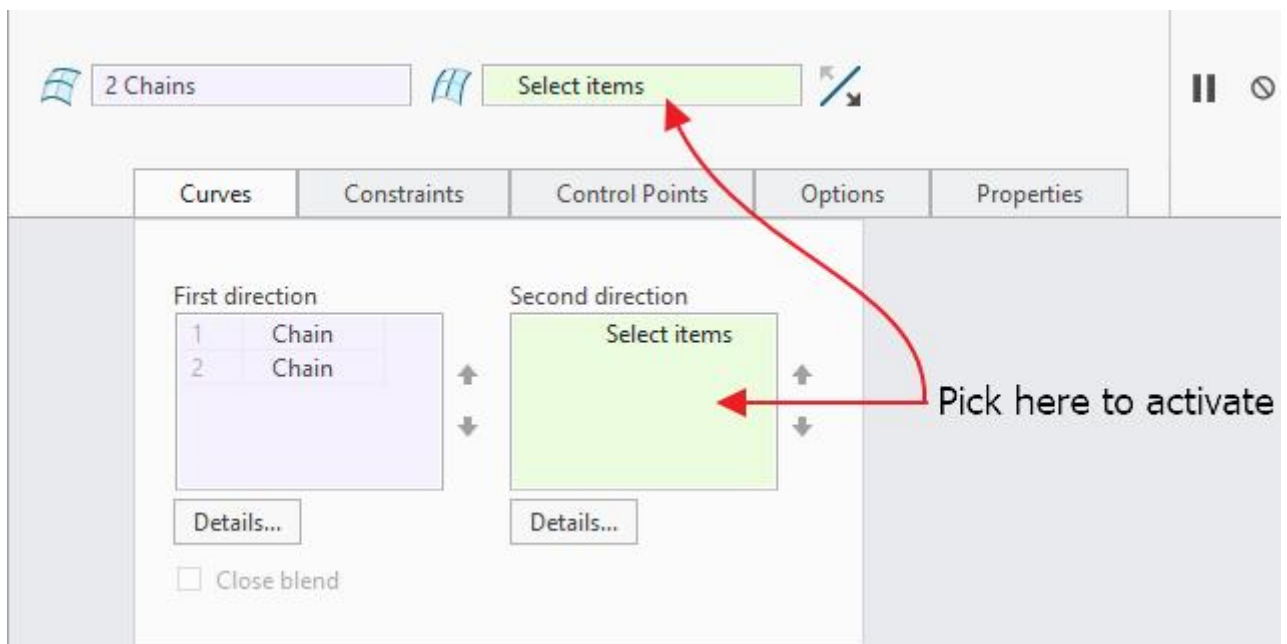 2 Chains Select items
Curves Constraints Control Points Options Properties
First direction Second direction
1 Chain Select items
2 Chain
Pick here to activate
Details... Details...
Close blend